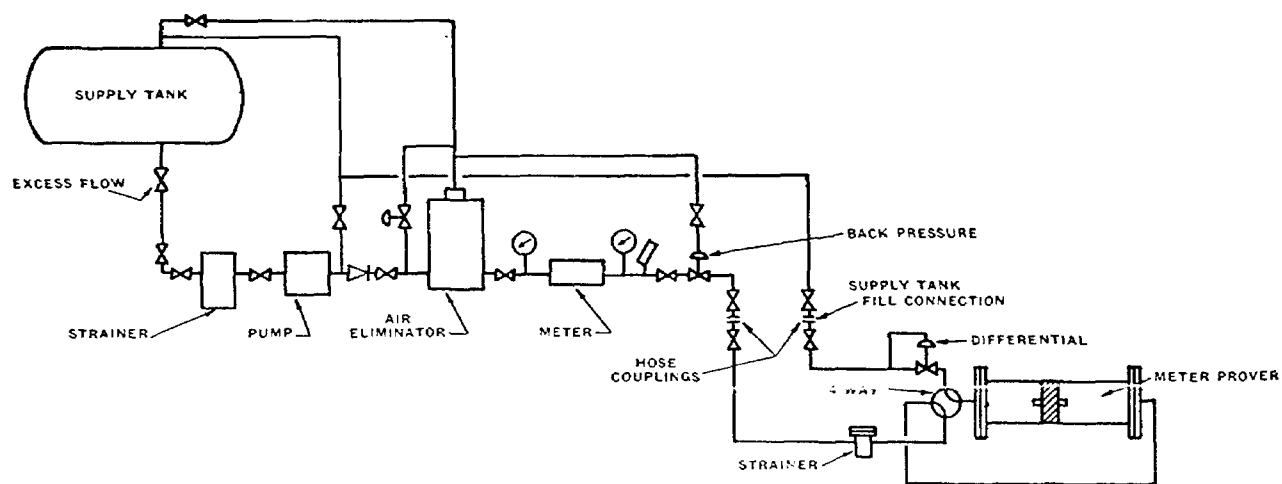 SUPPLY TANK
EXCESS FLOW
STRAINER
PUMP
AIR
ELIMINATOR
METER
BACK PRESSURE
SUPPLY TANK
FILL CONNECTION
HOSE
COUPLINGS
DIFFERENTIAL
4 WAY
METER PROVER
STRAINER